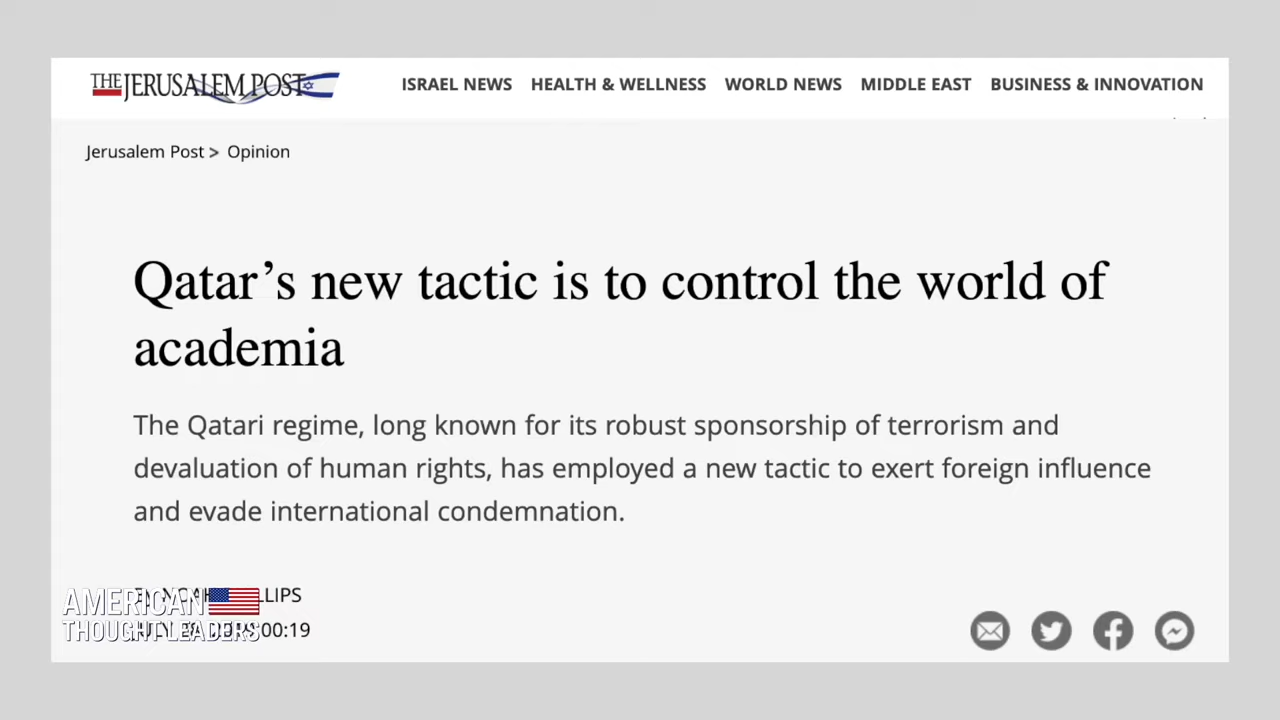 THE JERUSALEM POST
ISRAEL NEWS HEALTH & WELLNESS WORLD NEWS MIDDLE EAST BUSINESS & INNOVATION
Jerusalem Post > Opinion
Qatar’s new tactic is to control the world of
academia
The Qatari regime, long known for its robust sponsorship of terrorism and
devaluation of human rights, has employed a new tactic to exert foreign influence
and evade international condemnation.
AMERICAN
THOUGHT LEADERS
00:19